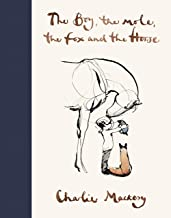 The Boy, the mole,
the fox and the Horse
Charlie Mackesy